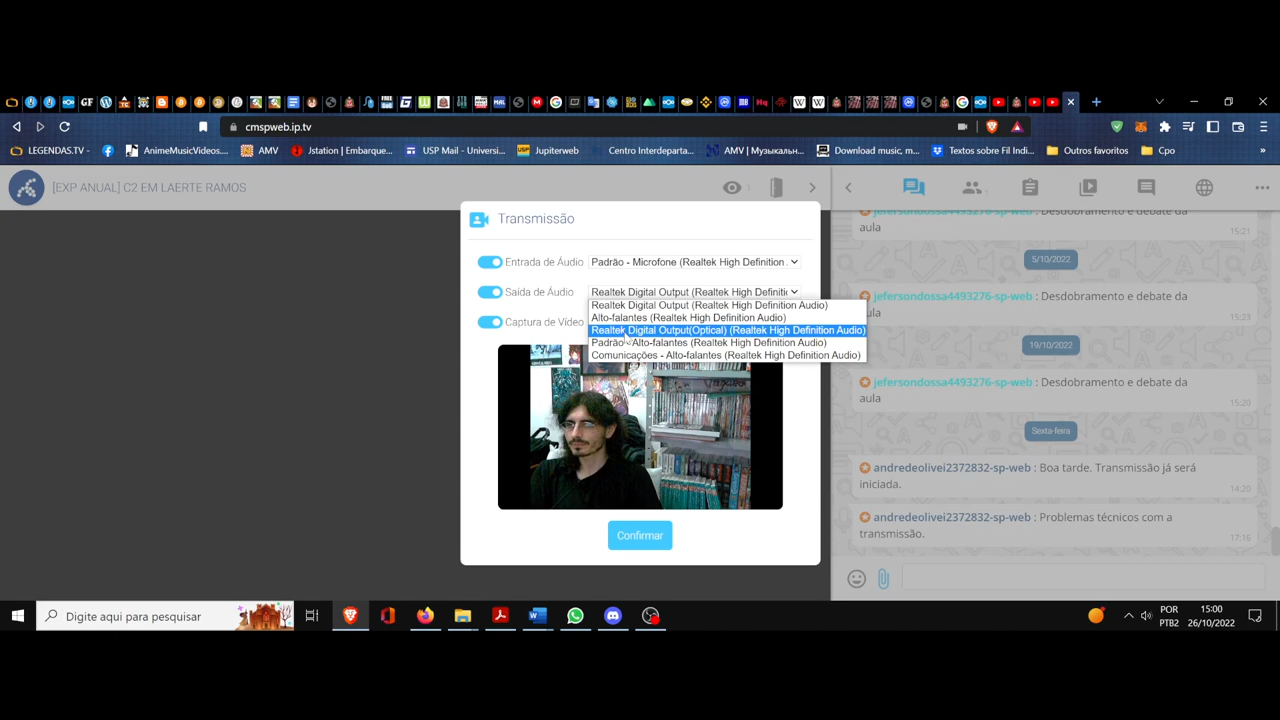 GF
cmspweb.ip.tv
LEGENDAS.TV -
AnimeMusicVideos....
AMV
Jstation | Embarque...
USP Mail - Universi...
Jupiterweb
Centro Interdeparta...
AMV | Музыкальн...
Download music, m...
Textos sobre Fil Indi...
Outros favoritos
Cpo
»
[EXP ANUAL] C2 EM LAERTE RAMOS
1
Transmissão
Entrada de Áudio
Padrão - Microfone (Realtek High Definition .
Saída de Áudio
Realtek Digital Output (Realtek High Definitic
Realtek Digital Output (Realtek High Definition Audio)
Alto-falantes (Realtek High Definition Audio)
Captura de Vídeo
Realtek Digital Output(Optical) (Realtek High Definition Audio)
Padrão - Alto-falantes (Realtek High Definition Audio)
Comunicações - Alto-falantes (Realtek High Definition Audio)
Confirmar
jefersondossa4493276-sp-web : Desdobramento e debate da
aula
15:21
5/10/2022
jefersondossa4493276-sp-web : Desdobramento e debate da
aula
15:23
19/10/2022
jefersondossa4493276-sp-web : Desdobramento e debate da
aula
15:20
Sexta-feira
andredeolivei2372832-sp-web : Boa tarde. Transmissão já será
iniciada.
14:20
andredeolivei2372832-sp-web : Problemas técnicos com a
transmissão.
17:16
Digite aqui para pesquisar
POR
PTB2
15:00
26/10/2022